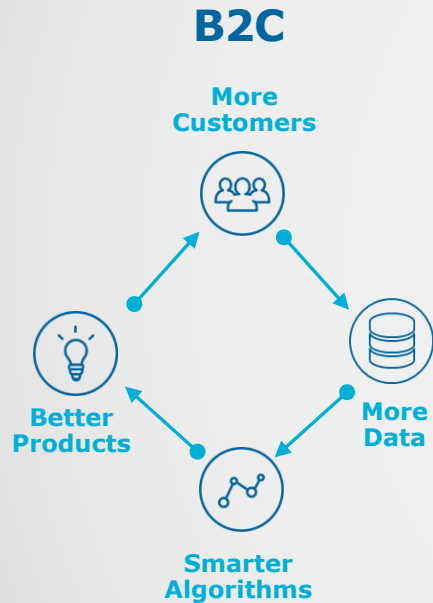 B2C
More
Customers
Better
Products
More
Data
Smarter
Algorithms